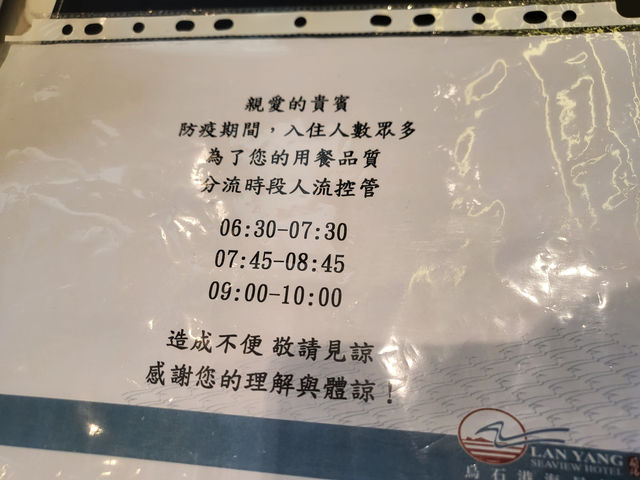 親愛的貴賓
防疫期間，入住人數眾多
為了您的用餐品質
分流時段人流控管
06:30-07:30
07:45-08:45
09:00-10:00
造成不便 敬請見諒
感謝您的理解與體諒！
LAN YANG
SEAVIEW HOTEL
烏石港海